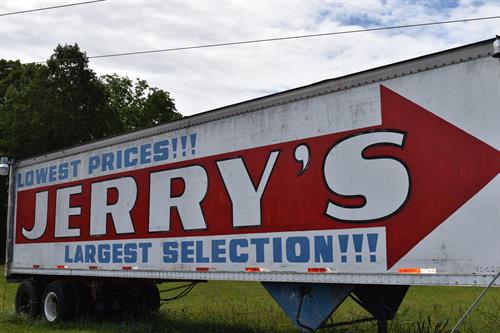 LOWEST PRICES!!!
JERRY'S
LARGEST SELECTION!!!